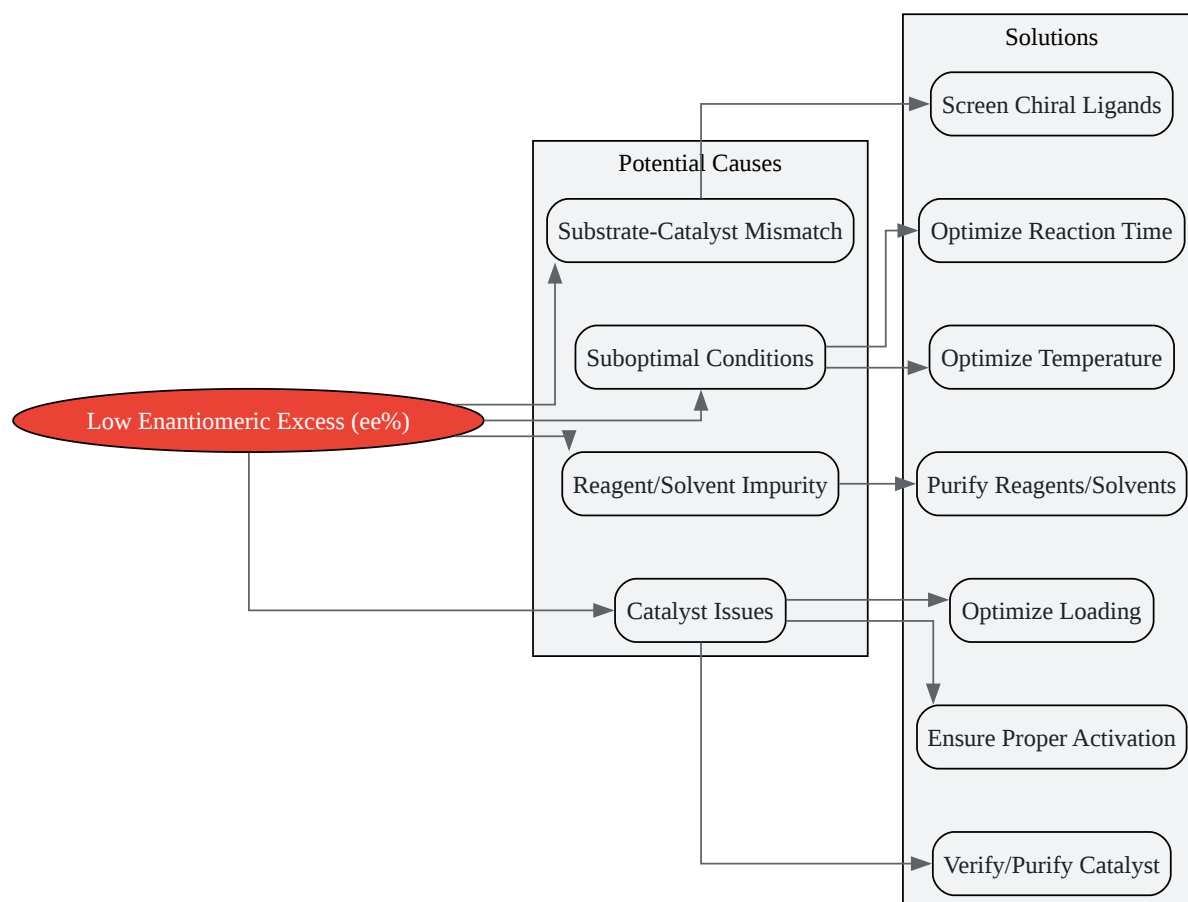 Solutions
Screen Chiral Ligands
Potential Causes
Substrate-Catalyst Mismatch
Optimize Reaction Time
Suboptimal Conditions
Optimize Temperature
Low Enantiomeric Excess (ee%)
Reagent/Solvent Impurity
Purify Reagents/Solvents
Catalyst Issues
Optimize Loading
Ensure Proper Activation
Verify/Purify Catalyst